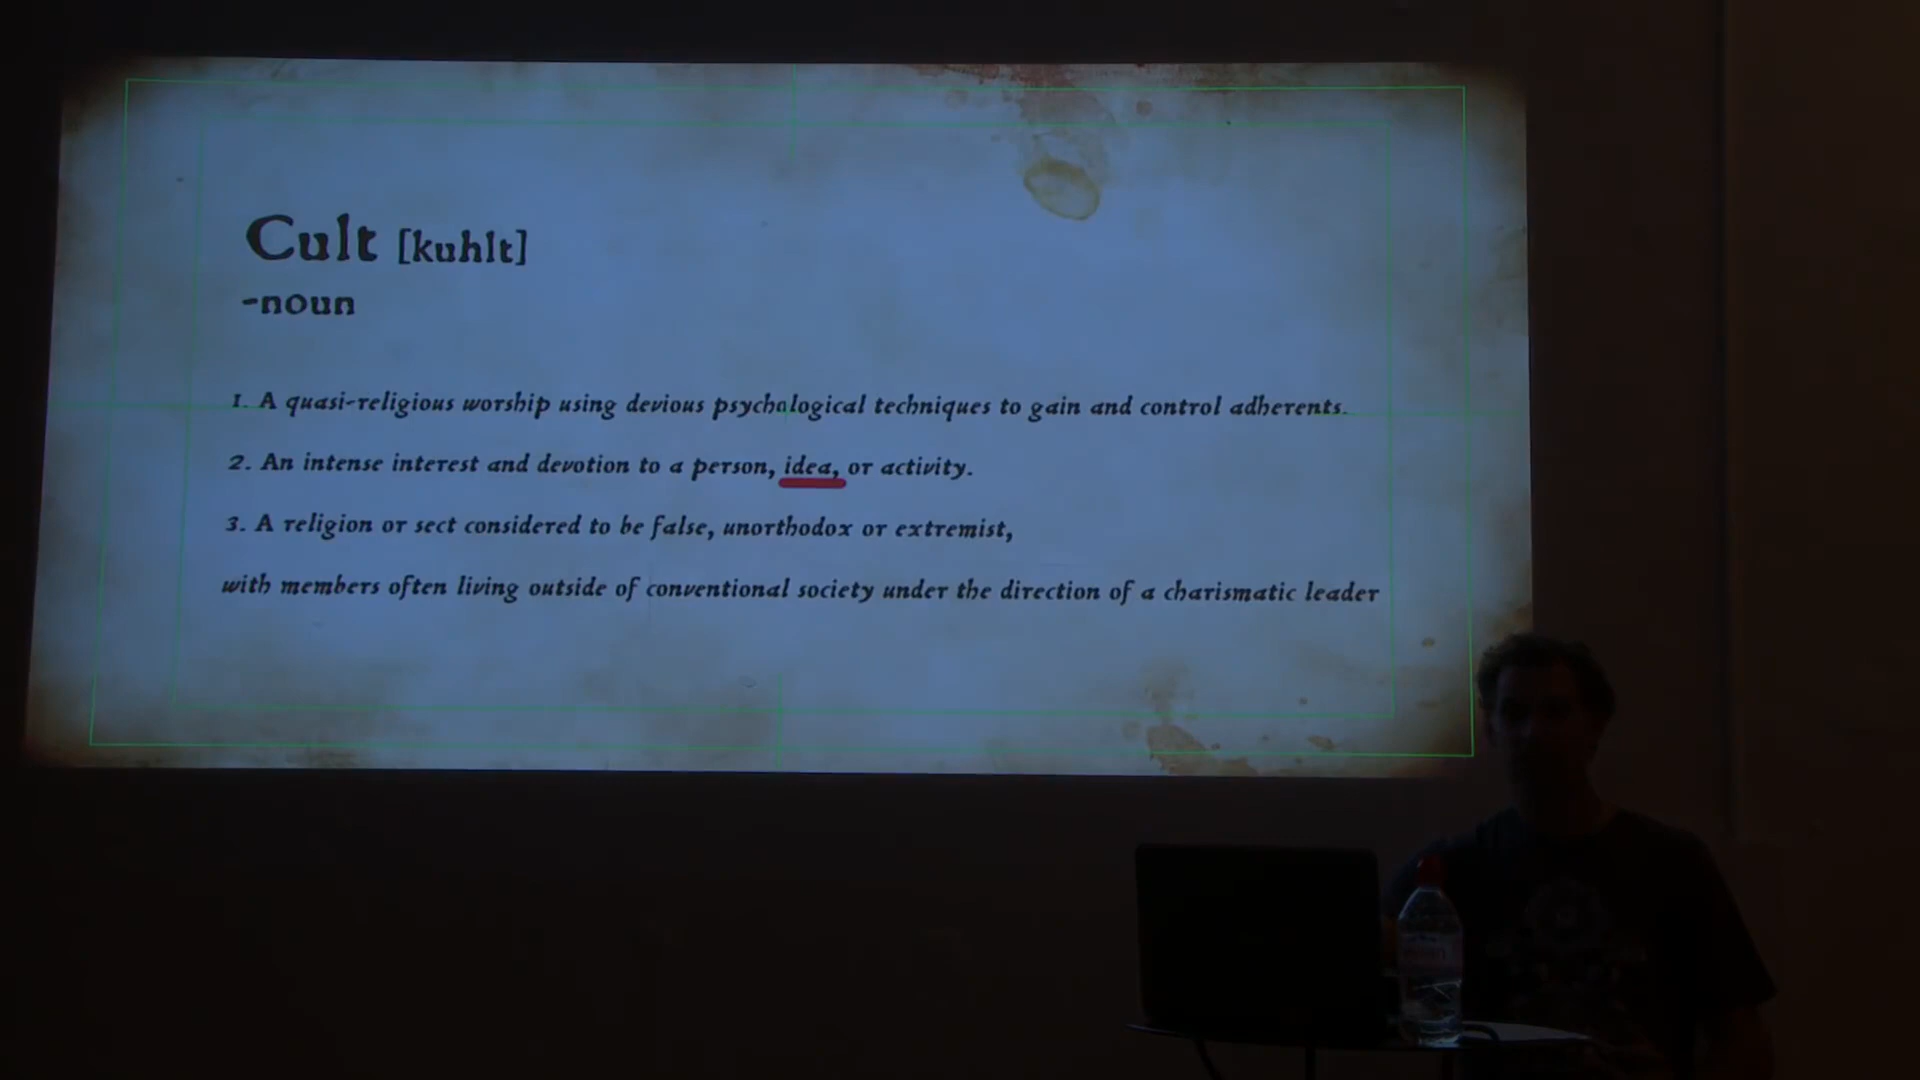 Cult [kuhlt]
-noun
1. A quasi-religious worship using devious psychological techniques to gain and control adherents.
2. An intense interest and devotion to a person, idea, or activity.
3. A religion or sect considered to be false, unorthodox or extremist,
with members often living outside of conventional society under the direction of a charismatic leader